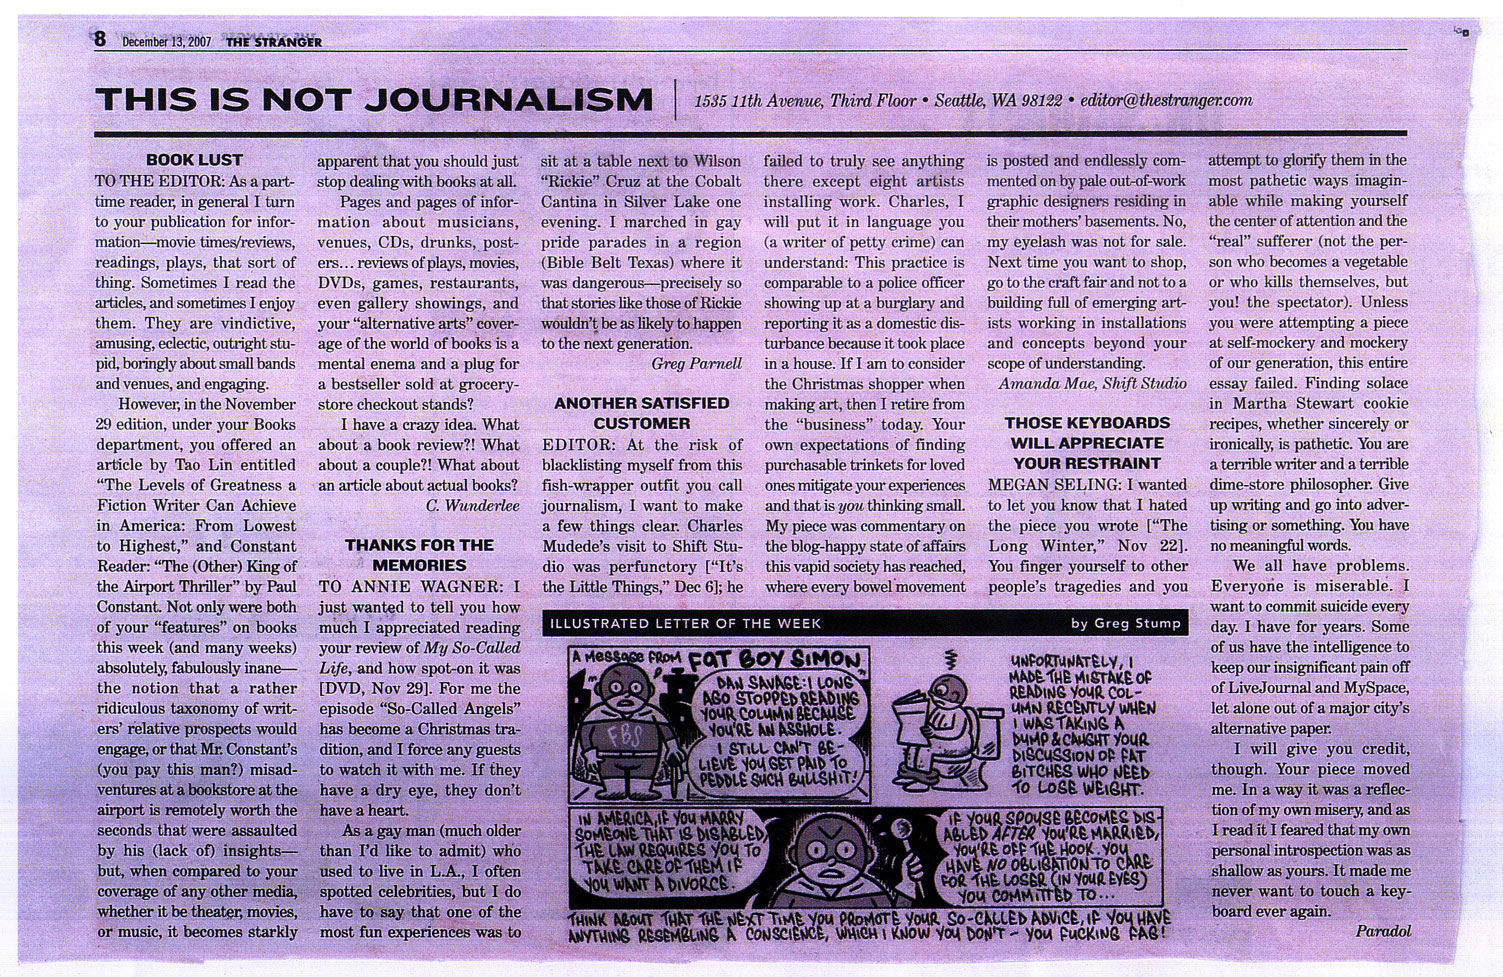 8 December 13, 2007 THE STRANGER
THIS IS NOT JOURNALISM
1535 11th Avenue, Third Floor • Seattle, WA 98122 • editor@thestranger.com
BOOK LUST
TO THE EDITOR: As a part-
time reader, in general I turn
to your publication for infor-
mation—movie times/reviews,
readings, plays, that sort of
thing. Sometimes I read the
articles, and sometimes I enjoy
them. They are vindictive,
amusing, eclectic, outright stu-
pid, boringly about small bands
and venues, and engaging.
However, in the November
29 edition, under your Books
department, you offered an
article by Tao Lin entitled
“The Levels of Greatness a
Fiction Writer Can Achieve
in America: From Lowest
to Highest,” and Constant
Reader: “The (Other) King of
the Airport Thriller” by Paul
Constant. Not only were both
of your “features” on books
this week (and many weeks)
absolutely, fabulously inane—
the notion that a rather
ridiculous taxonomy of writ-
ers’ relative prospects would
engage, or that Mr. Constant’s
(you pay this man?) misad-
ventures at a bookstore at the
airport is remotely worth the
seconds that were assaulted
by his (lack of) insights—
but, when compared to your
coverage of any other media,
whether it be theater, movies,
or music, it becomes starkly
apparent that you should just
stop dealing with books at all.
Pages and pages of infor-
mation about musicians,
venues, CDs, drunks, post-
ers... reviews of plays, movies,
DVDs, games, restaurants,
even gallery showings, and
your “alternative arts” cover-
age of the world of books is a
mental enema and a plug for
a bestseller sold at grocery-
store checkout stands?
I have a crazy idea. What
about a book review?! What
about a couple?! What about
an article about actual books?
C. Wunderlee
THANKS FOR THE
MEMORIES
TO ANNIE WAGNER: I
just wanted to tell you how
much I appreciated reading
your review of My So-Called
Life, and how spot-on it was
[DVD, Nov 29]. For me the
episode “So-Called Angels”
has become a Christmas tra-
dition, and I force any guests
to watch it with me. If they
have a dry eye, they don’t
have a heart.
As a gay man (much older
than I’d like to admit) who
used to live in L.A., I often
spotted celebrities, but I do
have to say that one of the
most fun experiences was to
sit at a table next to Wilson
“Rickie” Cruz at the Cobalt
Cantina in Silver Lake one
evening. I marched in gay
pride parades in a region
(Bible Belt Texas) where it
was dangerous—precisely so
that stories like those of Rickie
wouldn’t be as likely to happen
to the next generation.
Greg Parnell
ANOTHER SATISFIED
CUSTOMER
EDITOR: At the risk of
blacklisting myself from this
fish-wrapper outfit you call
journalism, I want to make
a few things clear. Charles
Mudede’s visit to Shift Stu-
dio was perfunctory [“It’s
the Little Things,” Dec 6]; he
failed to truly see anything
there except eight artists
installing work. Charles, I
will put it in language you
(a writer of petty crime) can
understand: This practice is
comparable to a police officer
showing up at a burglary and
reporting it as a domestic dis-
turbance because it took place
in a house. If I am to consider
the Christmas shopper when
making art, then I retire from
the “business” today. Your
own expectations of finding
purchasable trinkets for loved
ones mitigate your experiences
and that is you thinking small.
My piece was commentary on
the blog-happy state of affairs
this vapid society has reached,
where every bowel movement
is posted and endlessly com-
mented on by pale out-of-work
graphic designers residing in
their mothers’ basements. No,
my eyelash was not for sale.
Next time you want to shop,
go to the craft fair and not to a
building full of emerging art-
ists working in installations
and concepts beyond your
scope of understanding.
Amanda Mae, Shift Studio
THOSE KEYBOARDS
WILL APPRECIATE
YOUR RESTRAINT
MEGAN SELING: I wanted
to let you know that I hated
the piece you wrote [“The
Long Winter,” Nov 22].
You finger yourself to other
people’s tragedies and you
attempt to glorify them in the
most pathetic ways imagin-
able while making yourself
the center of attention and the
“real” sufferer (not the per-
son who becomes a vegetable
or who kills themselves, but
you! the spectator). Unless
you were attempting a piece
at self-mockery and mockery
of our generation, this entire
essay failed. Finding solace
in Martha Stewart cookie
recipes, whether sincerely or
ironically, is pathetic. You are
a terrible writer and a terrible
dime-store philosopher. Give
up writing and go into adver-
tising or something. You have
no meaningful words.
We all have problems.
Everyone is miserable. I
want to commit suicide every
day. I have for years. Some
of us have the intelligence to
keep our insignificant pain off
of LiveJournal and MySpace,
let alone out of a major city’s
alternative paper.
I will give you credit,
though. Your piece moved
me. In a way it was a reflec-
tion of my own misery, and as
I read it I feared that my own
personal introspection was as
shallow as yours. It made me
never want to touch a key-
board ever again.
Paradol
ILLUSTRATED LETTER OF THE WEEK by Greg Stump
A MESSAGE FROM FAT BOY SIMON
DAN SAVAGE: I LONG
AGO STOPPED READING
YOUR COLUMN BECAUSE
YOU'RE AN ASSHOLE.
I STILL CAN'T BE-
LIEVE YOU GET PAID TO
PEDDLE SUCH BULLSHIT!
FBS
UNFORTUNATELY, I
MADE THE MISTAKE OF
READING YOUR COL-
UMN RECENTLY WHEN
I WAS TAKING A
DUMP & CAUGHT YOUR
DISCUSSION OF FAT
BITCHES WHO NEED
TO LOSE WEIGHT.
IN AMERICA, IF YOU MARRY
SOMEONE THAT IS DISABLED,
THE LAW REQUIRES YOU TO
TAKE CARE OF THEM IF
YOU WANT A DIVORCE.
IF YOUR SPOUSE BECOMES DIS-
ABLED AFTER YOU'RE MARRIED,
YOU'RE OFF THE HOOK. YOU
HAVE NO OBLIGATION TO CARE
FOR THE LOSER (IN YOUR EYES)
YOU COMMITTED TO...
THINK ABOUT THAT THE NEXT TIME YOU PROMOTE YOUR SO-CALLED ADVICE, IF YOU HAVE
ANYTHING RESEMBLING A CONSCIENCE, WHICH I KNOW YOU DON'T - YOU FUCKING FAG!